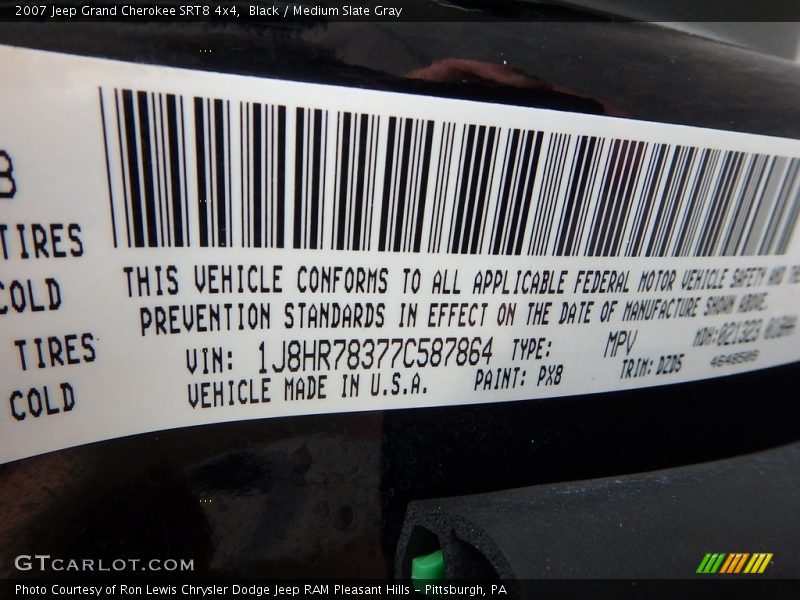 2007 Jeep Grand Cherokee SRT8 4x4,  Black / Medium Slate Gray
B
TIRES
COLD
TIRES
COLD
THIS VEHICLE CONFORMS TO ALL APPLICABLE FEDERAL MOTOR VEHICLE SAFETY AND
PREVENTION STANDARDS IN EFFECT ON THE DATE OF MANUFACTURE SHOWN ABOVE.
VIN: 1J8HR78377C587864 TYPE: MPV MDH:021323
VEHICLE MADE IN U.S.A. PAINT: PX8 TRIM: DZD5
GTCARLOT.COM
Photo Courtesy of Ron Lewis Chrysler Dodge Jeep RAM Pleasant Hills – Pittsburgh, PA